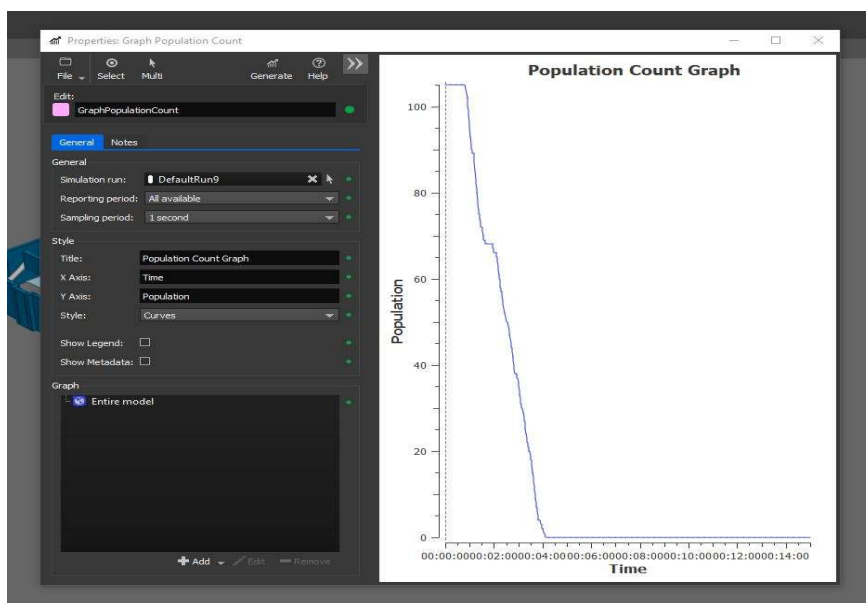 Properties: Graph Population Count
File Select Multi Generate Help
Edit:
GraphPopulationCount
General Notes
General
Simulation run: DefaultRun9
Reporting period: All available
Sampling period: 1 second
Style
Title: Population Count Graph
X Axis: Time
Y Axis: Population
Style: Curves
Show Legend:
Show Metadata:
Graph
Entire model
Add Edit Remove
Population Count Graph
Population
100
80
60
40
20
0
00:00:0000:02:0000:04:0000:06:0000:08:0000:10:0000:12:0000:14:00
Time